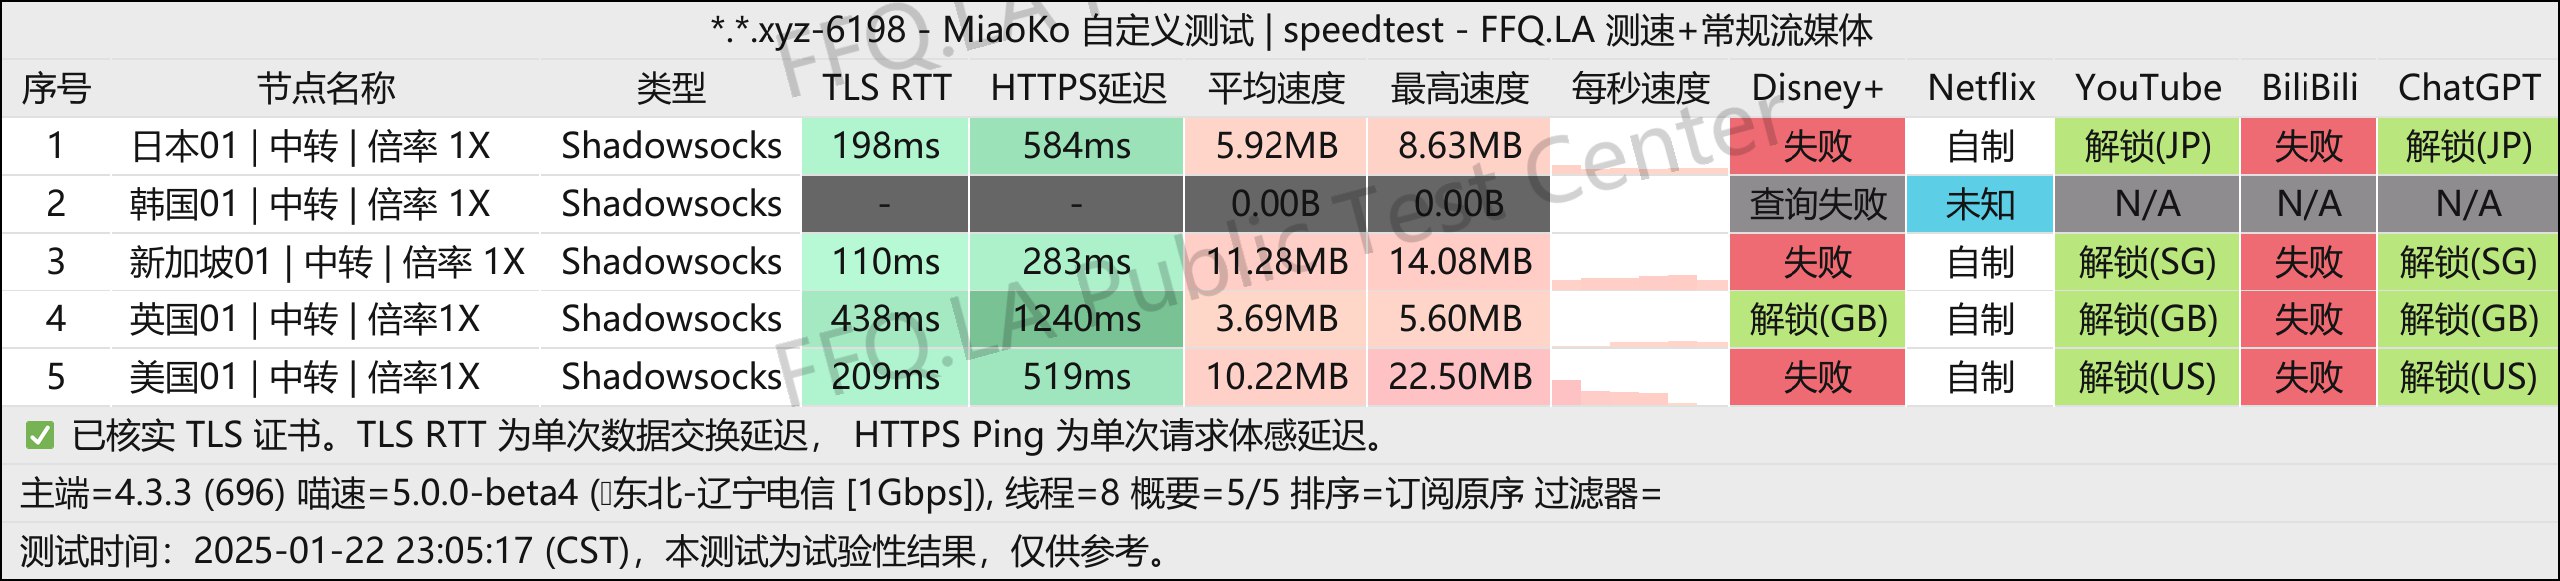 *.*.xyz-6198 - MiaoKo 自定义测试 | speedtest - FFQ.LA 测速+常规流媒体
序号 节点名称 类型 TLS RTT HTTPS延迟 平均速度 最高速度 每秒速度 Disney+ Netflix YouTube BiliBili ChatGPT
1 日本01 | 中转 | 倍率 1X Shadowsocks 198ms 584ms 5.92MB 8.63MB 失败 自制 解锁(JP) 失败 解锁(JP)
2 韩国01 | 中转 | 倍率 1X Shadowsocks - - 0.00B 0.00B 查询失败 未知 N/A N/A N/A
3 新加坡01 | 中转 | 倍率 1X Shadowsocks 110ms 283ms 11.28MB 14.08MB 失败 自制 解锁(SG) 失败 解锁(SG)
4 英国01 | 中转 | 倍率1X Shadowsocks 438ms 1240ms 3.69MB 5.60MB 解锁(GB) 自制 解锁(GB) 失败 解锁(GB)
5 美国01 | 中转 | 倍率1X Shadowsocks 209ms 519ms 10.22MB 22.50MB 失败 自制 解锁(US) 失败 解锁(US)
✅ 已核实 TLS 证书。TLS RTT 为单次数据交换延迟， HTTPS Ping 为单次请求体感延迟。
主端=4.3.3 (696) 喵速=5.0.0-beta4 (东北-辽宁电信 [1Gbps]), 线程=8 概要=5/5 排序=订阅原序 过滤器=
测试时间：2025-01-22 23:05:17 (CST)，本测试为试验性结果，仅供参考。
FFQ.LA Public Test Center
FFQ.LA